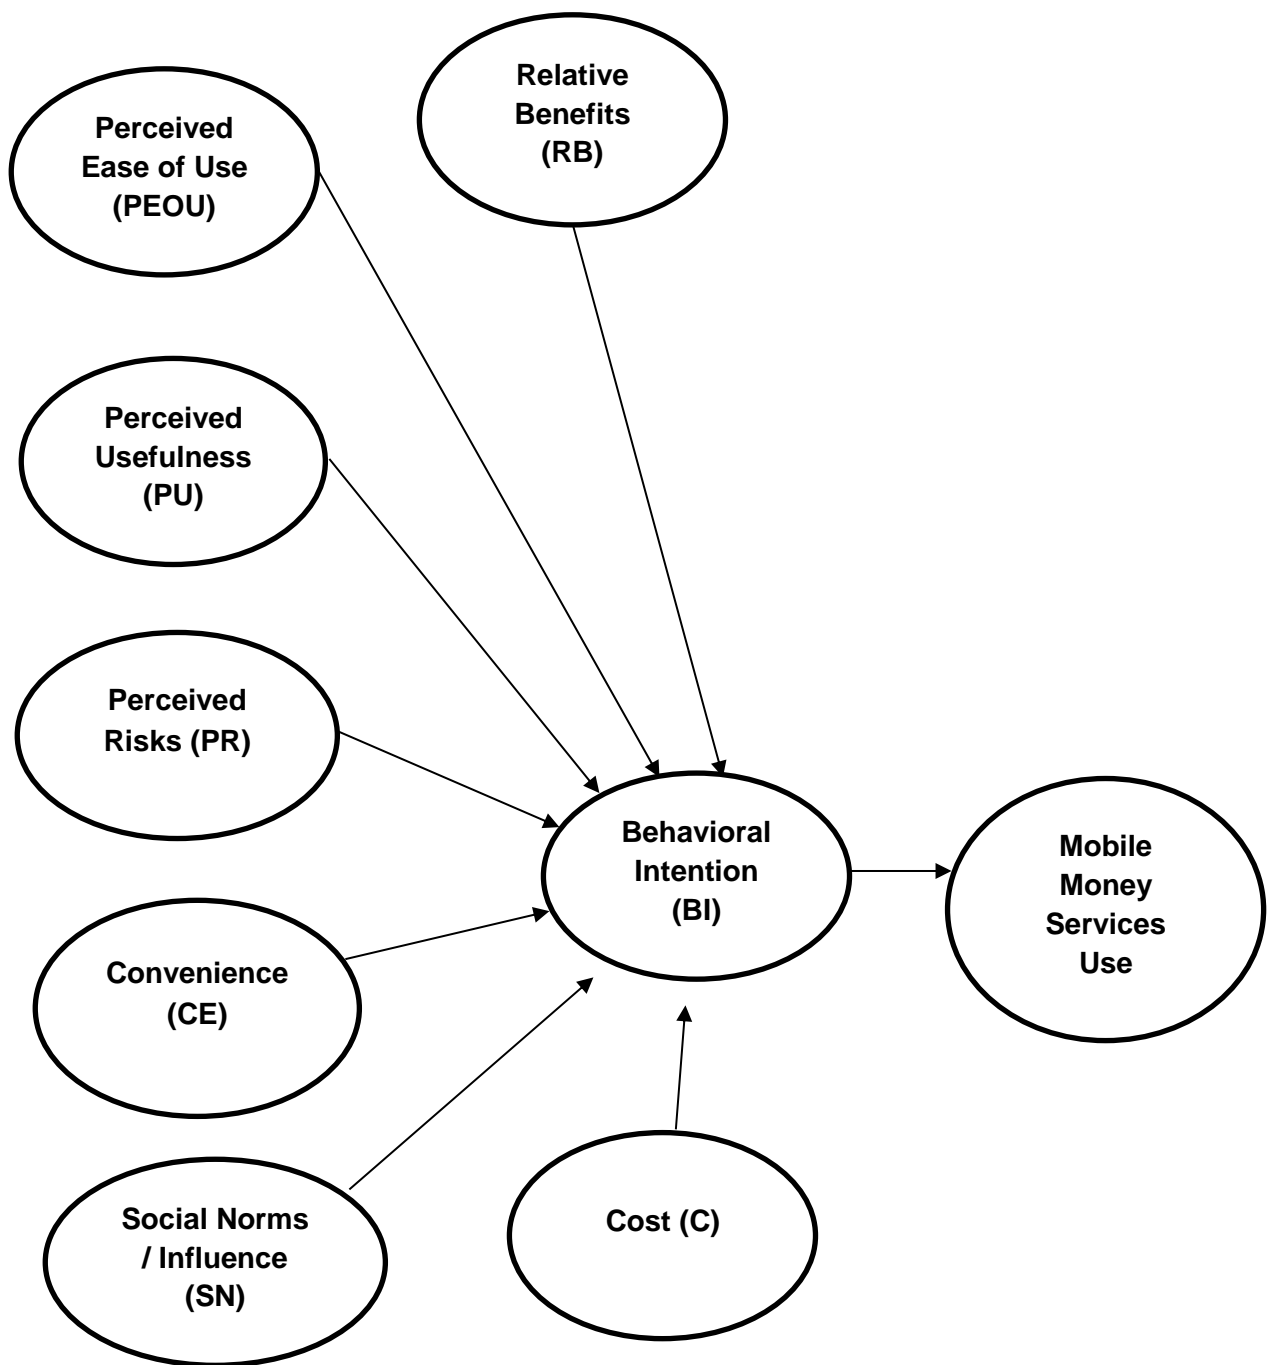 Relative
Benefits
(RB)
Perceived
Ease of Use
(PEOU)
Perceived
Usefulness
(PU)
Perceived
Risks (PR)
Behavioral
Intention
(BI)
Mobile
Money
Services
Use
Convenience
(CE)
Social Norms
/ Influence
(SN)
Cost (C)